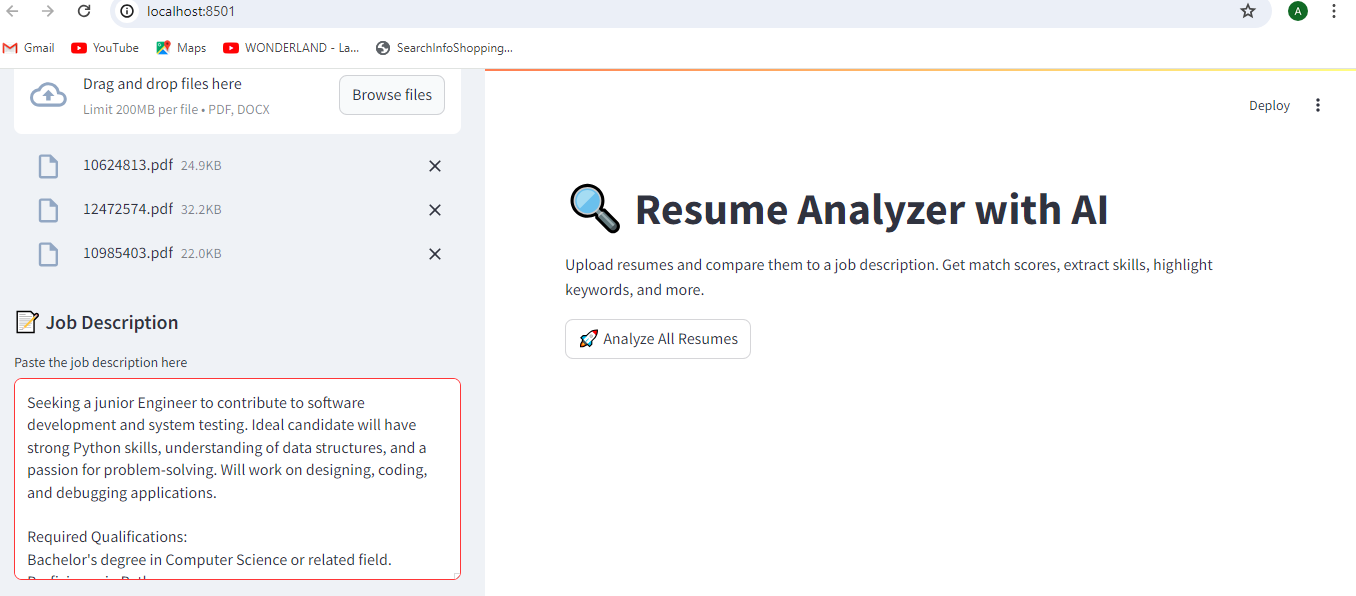 localhost:8501
A
Gmail
YouTube
Maps
WONDERLAND - La...
SearchInfoShopping...
Drag and drop files here
Limit 200MB per file • PDF, DOCX
Browse files
10624813.pdf 24.9KB
12472574.pdf 32.2KB
10985403.pdf 22.0KB
Job Description
Paste the job description here
Seeking a junior Engineer to contribute to software
development and system testing. Ideal candidate will have
strong Python skills, understanding of data structures, and a
passion for problem-solving. Will work on designing, coding,
and debugging applications.
Required Qualifications:
Bachelor's degree in Computer Science or related field.
Deploy
Resume Analyzer with AI
Upload resumes and compare them to a job description. Get match scores, extract skills, highlight
keywords, and more.
Analyze All Resumes